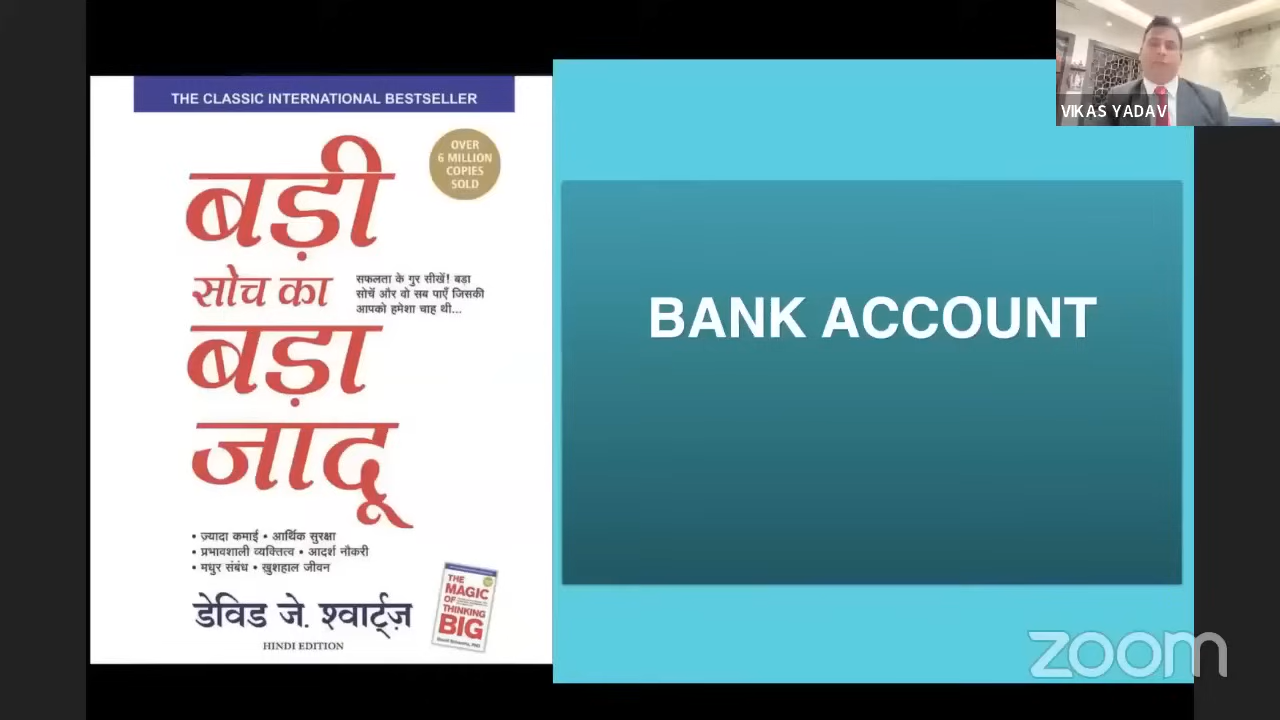 THE CLASSIC INTERNATIONAL BESTSELLER
OVER
6 MILLION
COPIES
SOLD
बड़ी
सोच का
सफलता के गुर सीखें! बड़ा
सोचें और वो सब पाएँ जिसकी
आपको हमेशा चाह थी...
बड़ा
जादू
• ज़्यादा कमाई • आर्थिक सुरक्षा
• प्रभावशाली व्यक्तित्व • आदर्श नौकरी
• मधुर संबंध • ख़ुशहाल जीवन
डेविड जे. श्वार्ट्ज़
HINDI EDITION
THE
MAGIC
OF
THINKING
BIG
BANK ACCOUNT
VIKAS YADAV
zoom